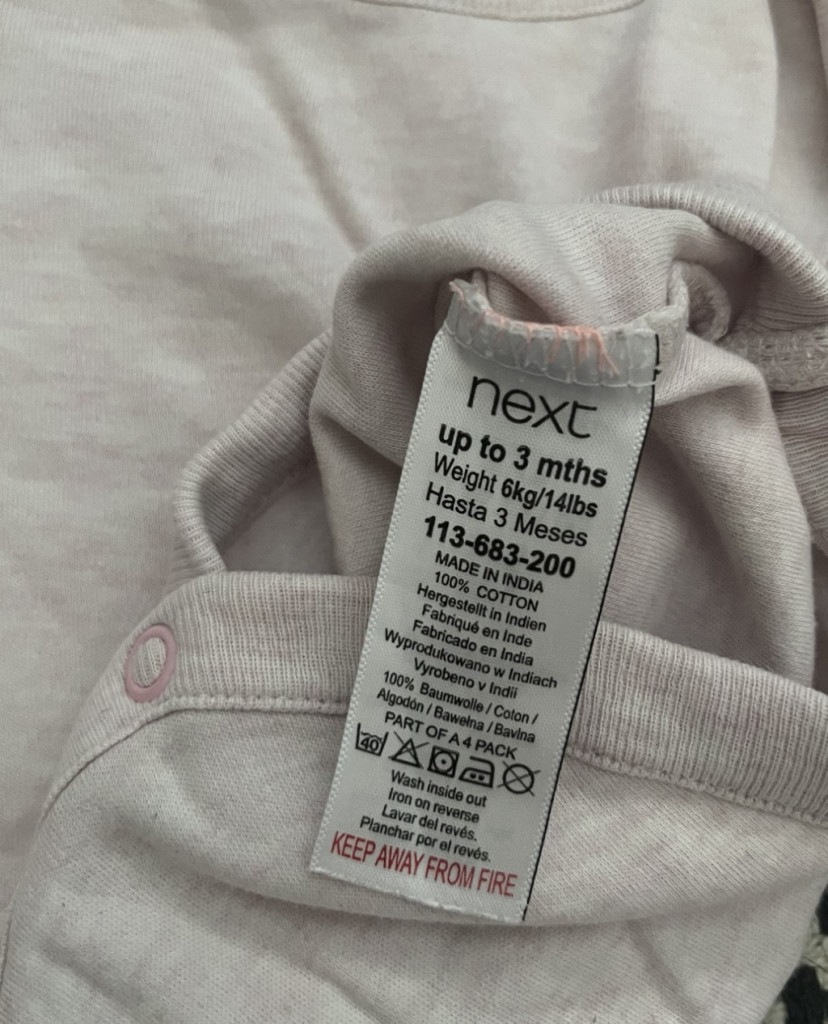 next
up to 3 mths
Weight 6kg/14lbs
Hasta 3 Meses
113-683-200
MADE IN INDIA
100% COTTON
Hergestellt in Indien
Fabriqué en Inde
Fabricado en India
Wyprodukowano w Indiach
Vyrobeno v Indii
100% Baumwolle / Coton /
Algodón / Bawełna / Bavlna
PART OF A 4 PACK
40
Wash inside out
Iron on reverse
Lavar del revés.
Planchar por el revés.
KEEP AWAY FROM FIRE